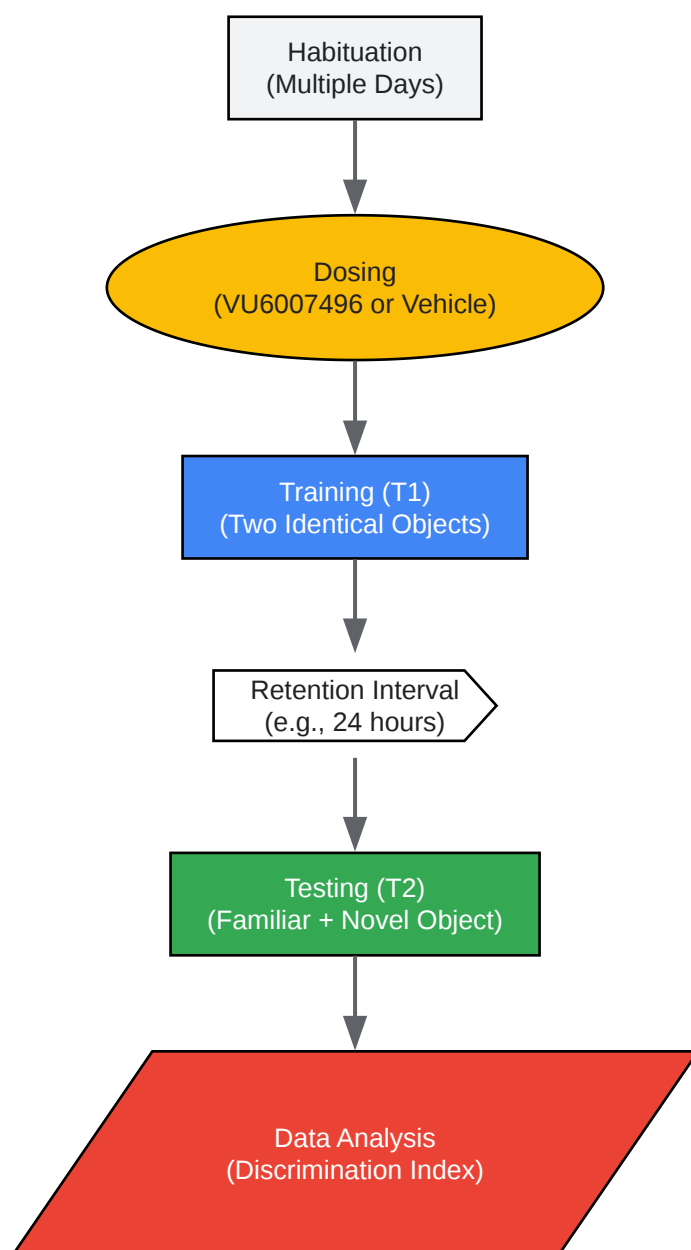 Habituation
(Multiple Days)
Dosing
(VU6007496 or Vehicle)
Training (T1)
(Two Identical Objects)
Retention Interval
(e.g., 24 hours)
Testing (T2)
(Familiar + Novel Object)
Data Analysis
(Discrimination Index)